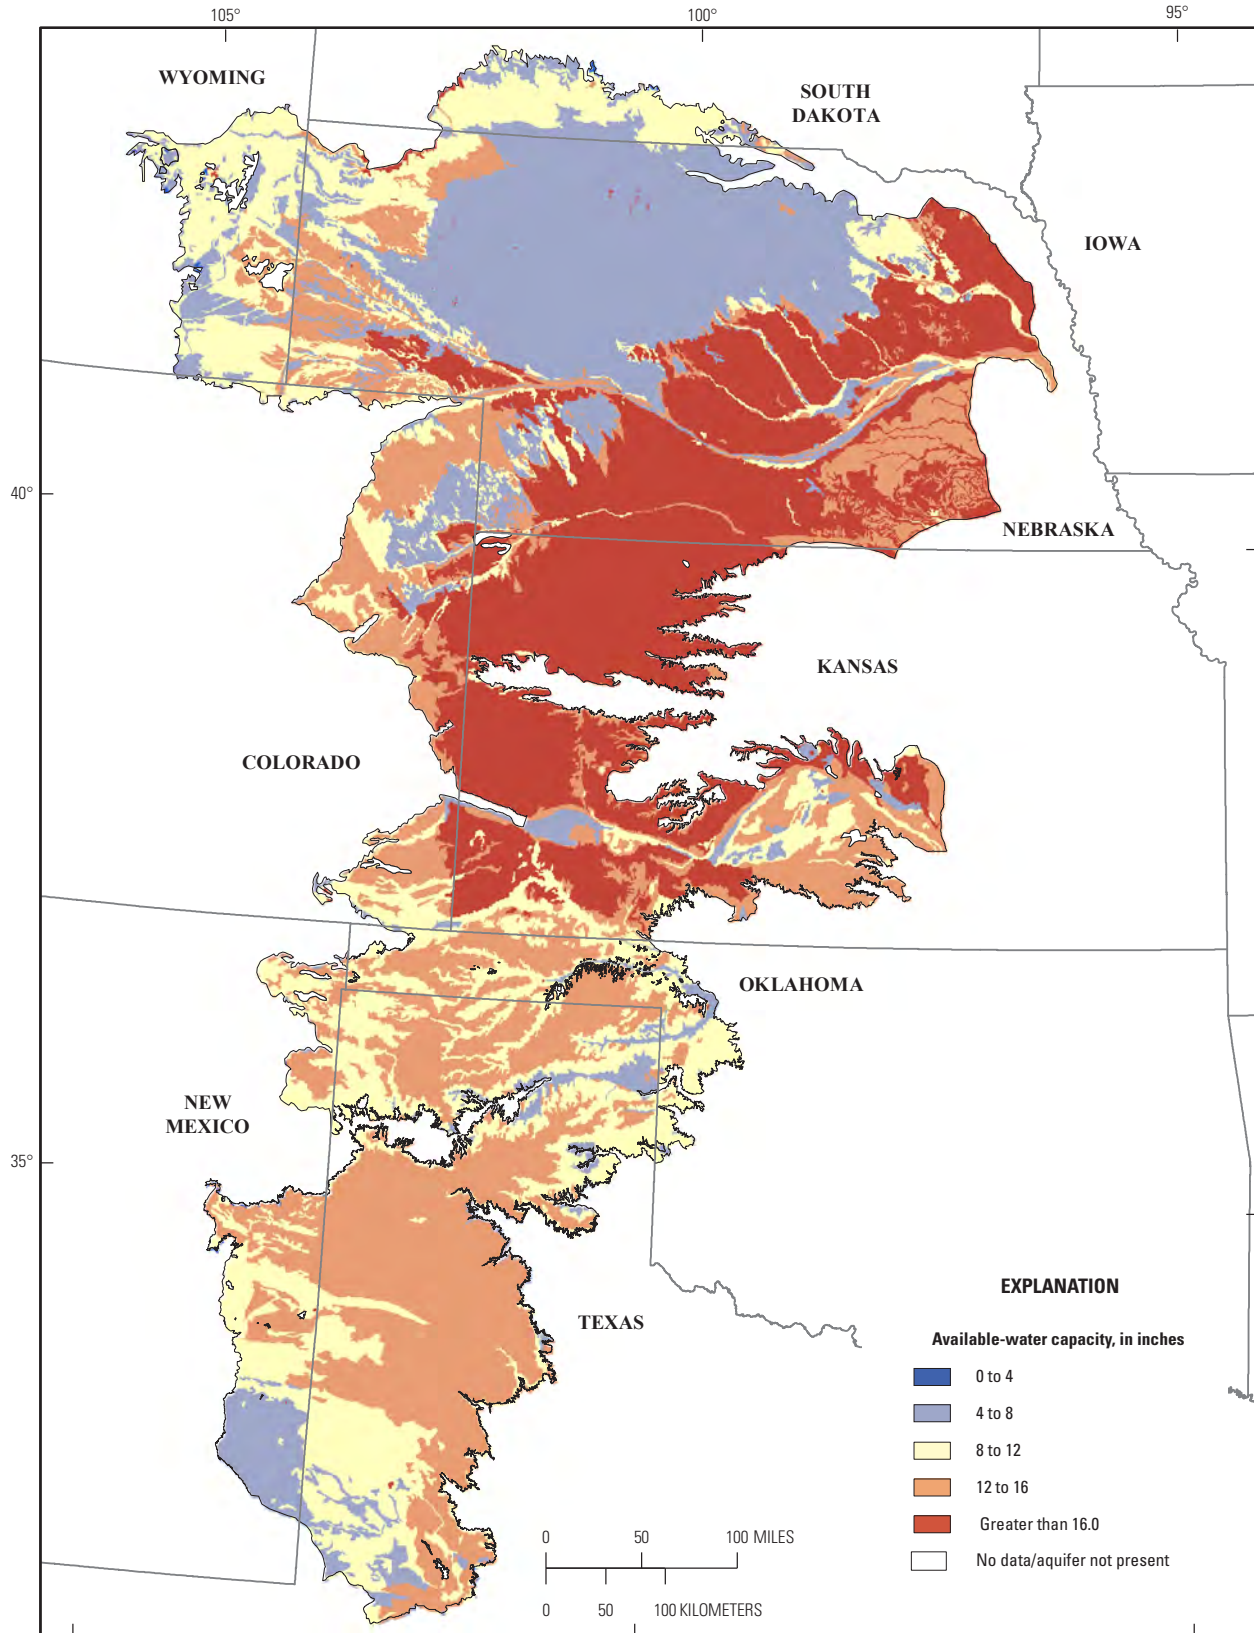 105°
100°
95°
WYOMING
SOUTH
DAKOTA
IOWA
40°
NEBRASKA
KANSAS
COLORADO
OKLAHOMA
NEW
MEXICO
35°
TEXAS
EXPLANATION
Available-water capacity, in inches
0 to 4
4 to 8
8 to 12
12 to 16
Greater than 16.0
No data/aquifer not present
0 50 100 MILES
0 50 100 KILOMETERS